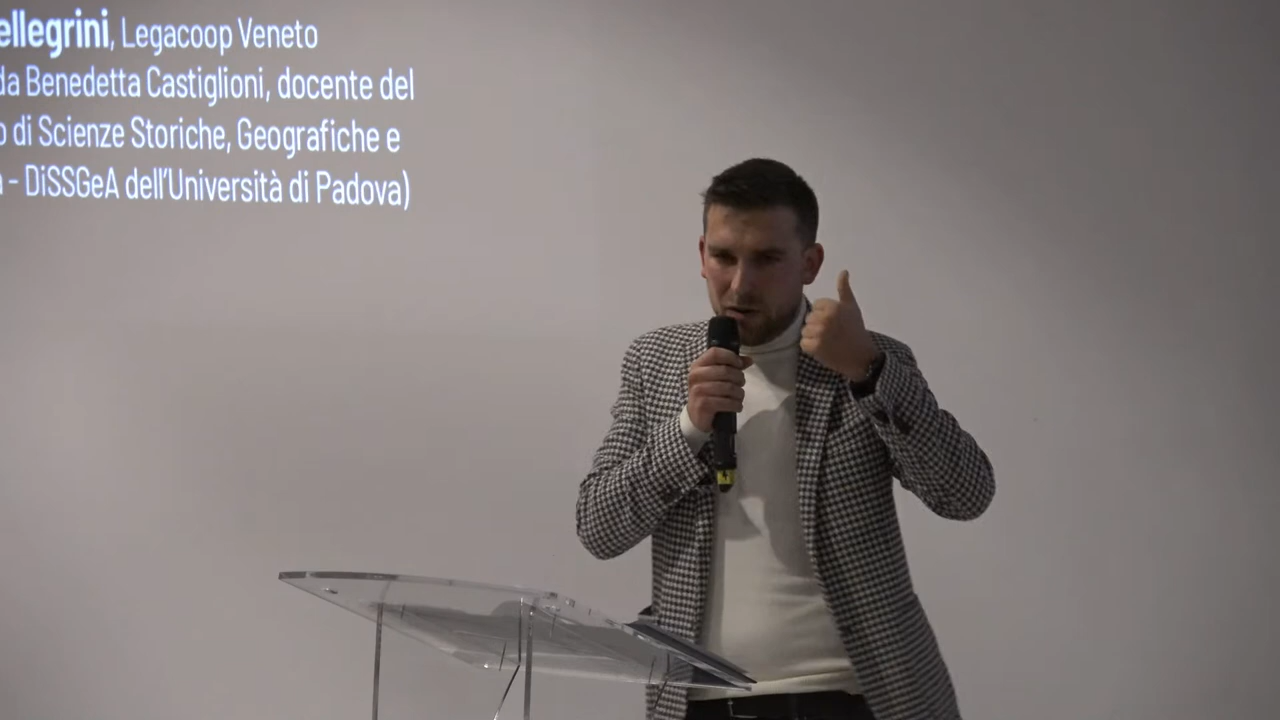 ellegrini, Legacoop Veneto
da Benedetta Castiglioni, docente del
o di Scienze Storiche, Geografiche e
a - DiSSGeA dell'Università di Padova)